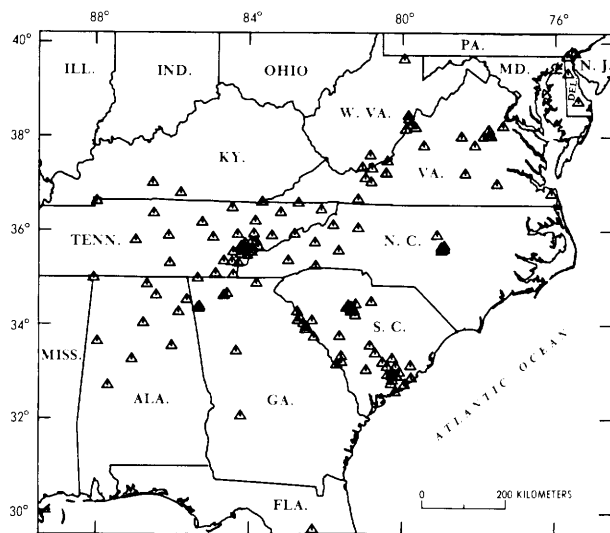 88° 84° 80° 76°
40°
PA.
ILL. IND. OHIO MD. N. J.
DEL.
W. VA.
38°
KY. VA.
36°
TENN. N. C.
34°
S. C.
MISS. ALA. GA.
ATLANTIC OCEAN
32°
0 200 KILOMETERS
FLA.
30°